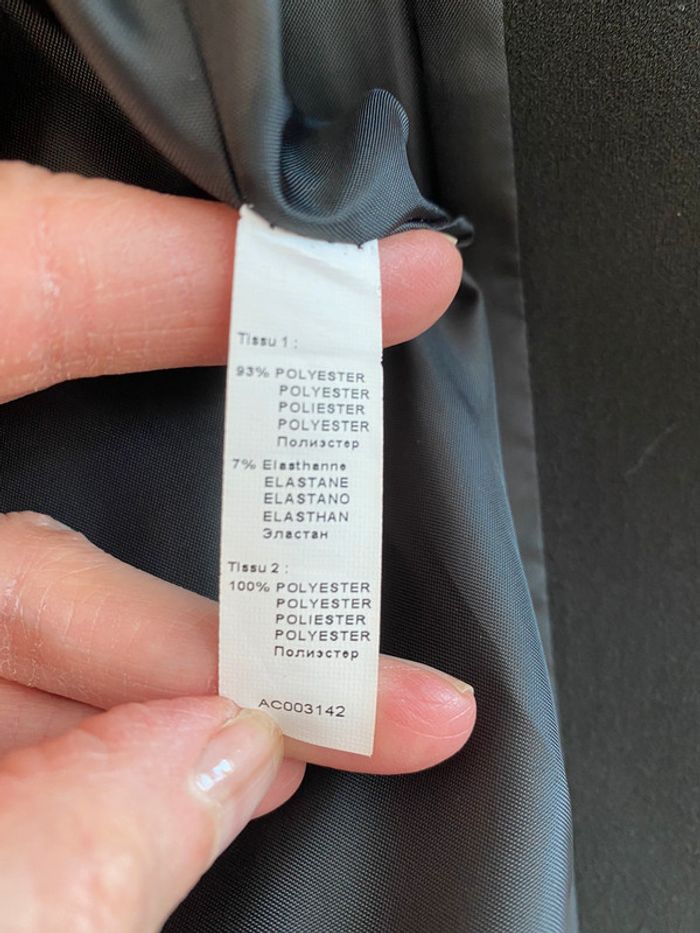 Tissu 1 :
93% POLYESTER
POLYESTER
POLIESTER
POLYESTER
Полиэстер
7% Elasthanne
ELASTANE
ELASTANO
ELASTHAN
Эластан
Tissu 2 :
100% POLYESTER
POLYESTER
POLIESTER
POLYESTER
Полиэстер
AC003142